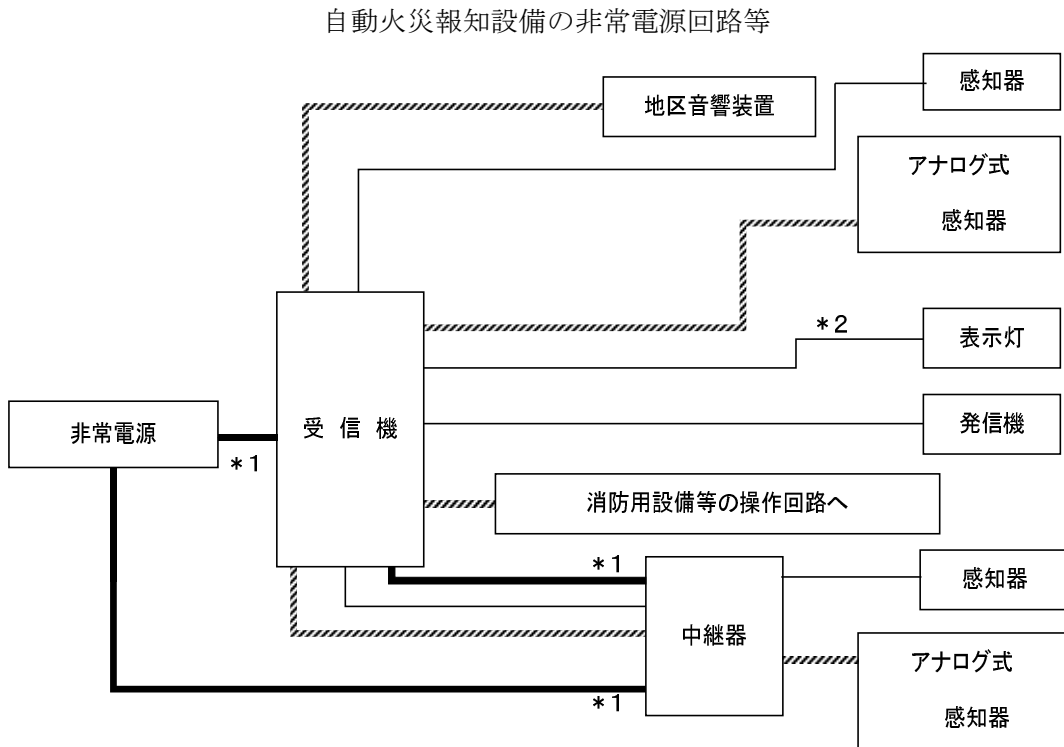 自動火災報知設備の非常電源回路等
感知器
地区音響装置
アナログ式
感知器
*2
表示灯
非常電源
*1
受信機
発信機
消防用設備等の操作回路へ
*1
中継器
感知器
アナログ式
感知器
*1